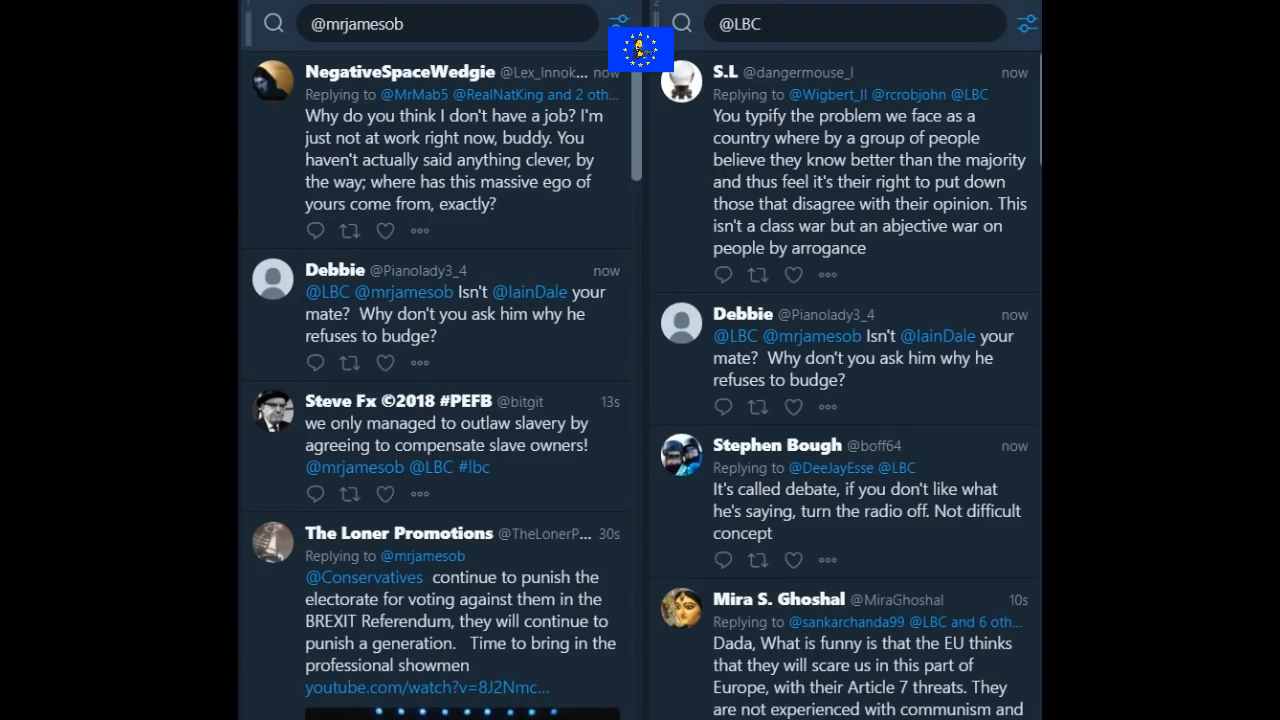 @mrjamesob
NegativeSpaceWedgie @Lex_Innok... now
Replying to @MrMab5 @RealNatKing and 2 oth...
Why do you think I don't have a job? I'm
just not at work right now, buddy. You
haven't actually said anything clever, by
the way; where has this massive ego of
yours come from, exactly?
Debbie @Pianolady3_4 now
@LBC @mrjamesob Isn't @IainDale your
mate? Why don't you ask him why he
refuses to budge?
Steve Fx ©2018 #PEFB @bitgit 13s
we only managed to outlaw slavery by
agreeing to compensate slave owners!
@mrjamesob @LBC #lbc
The Loner Promotions @TheLonerP... 30s
Replying to @mrjamesob
@Conservatives continue to punish the
electorate for voting against them in the
BREXIT Referendum, they will continue to
punish a generation. Time to bring in the
professional showmen
youtube.com/watch?v=8J2Nmc...
2
@LBC
S.L @dangermouse_l now
Replying to @Wigbert_II @rcrobjohn @LBC
You typify the problem we face as a
country where by a group of people
believe they know better than the majority
and thus feel it's their right to put down
those that disagree with their opinion. This
isn't a class war but an abjective war on
people by arrogance
Debbie @Pianolady3_4 now
@LBC @mrjamesob Isn't @IainDale your
mate? Why don't you ask him why he
refuses to budge?
Stephen Bough @boff64 now
Replying to @DeeJayEsse @LBC
It's called debate, if you don't like what
he's saying, turn the radio off. Not difficult
concept
Mira S. Ghoshal @MiraGhoshal 10s
Replying to @sankarchanda99 @LBC and 6 oth...
Dada, What is funny is that the EU thinks
that they will scare us in this part of
Europe, with their Article 7 threats. They
are not experienced with communism and